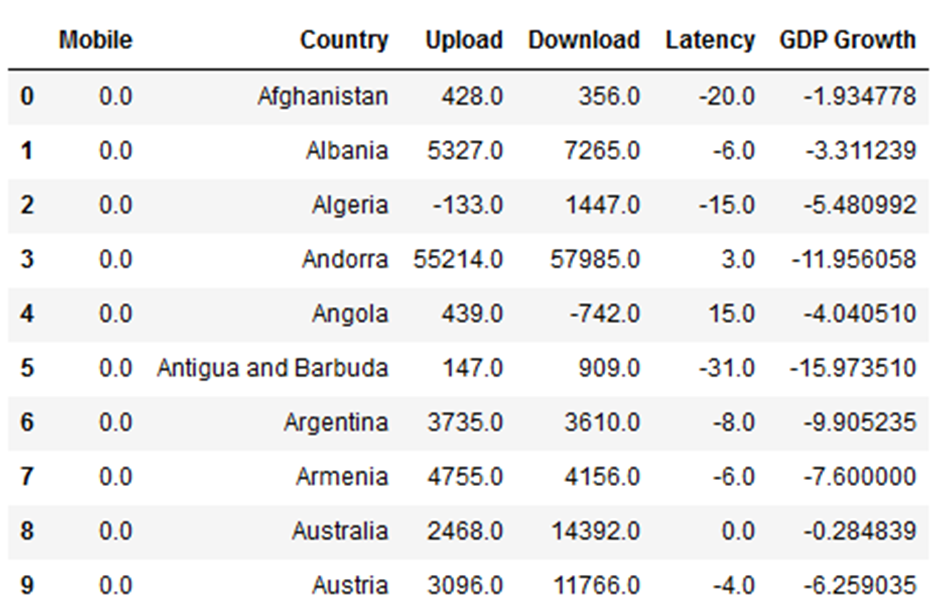 Mobile Country Upload Download Latency GDP Growth
0 0.0 Afghanistan 428.0 356.0 -20.0 -1.934778
1 0.0 Albania 5327.0 7265.0 -6.0 -3.311239
2 0.0 Algeria -133.0 1447.0 -15.0 -5.480992
3 0.0 Andorra 55214.0 57985.0 3.0 -11.956058
4 0.0 Angola 439.0 -742.0 15.0 -4.040510
5 0.0 Antigua and Barbuda 147.0 909.0 -31.0 -15.973510
6 0.0 Argentina 3735.0 3610.0 -8.0 -9.905235
7 0.0 Armenia 4755.0 4156.0 -6.0 -7.600000
8 0.0 Australia 2468.0 14392.0 0.0 -0.284839
9 0.0 Austria 3096.0 11766.0 -4.0 -6.259035